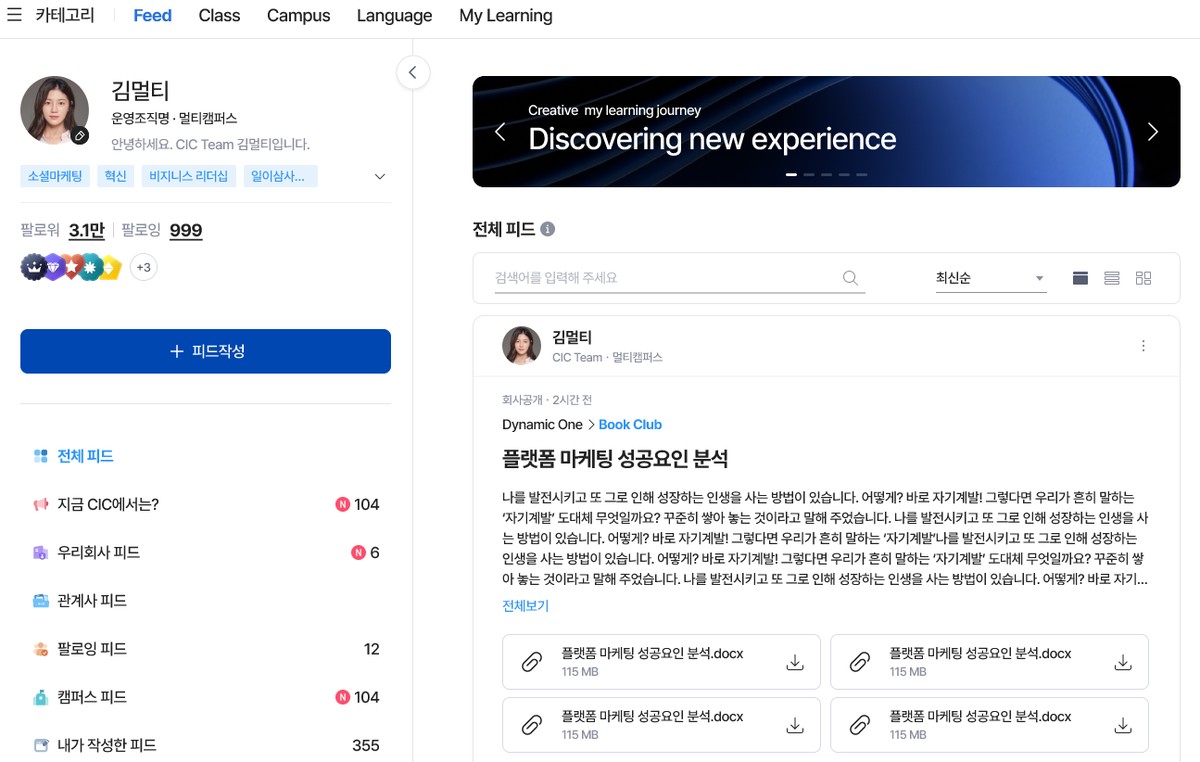 카테고리 Feed Class Campus Language My Learning
김멀티
운영조직명 · 멀티캠퍼스
안녕하세요. CIC Team 김멀티입니다.
소셜마케팅 혁신 비지니스 리더십 일이삼사...
팔로워 3.1만 팔로잉 999
+3
+ 피드작성
전체 피드
지금 CIC에서는? N 104
우리회사 피드 N 6
관계사 피드
팔로잉 피드 12
캠퍼스 피드 N 104
내가 작성한 피드 355
Creative my learning journey
Discovering new experience
전체 피드 i
검색어를 입력해 주세요 최신순
김멀티
CIC Team · 멀티캠퍼스
회사공개 · 2시간 전
Dynamic One > Book Club
플랫폼 마케팅 성공요인 분석
나를 발전시키고 또 그로 인해 성장하는 인생을 사는 방법이 있습니다. 어떻게? 바로 자기계발! 그렇다면 우리가 흔히 말하는
‘자기계발’ 도대체 무엇일까요? 꾸준히 쌓아 놓는 것이라고 말해 주었습니다. 나를 발전시키고 또 그로 인해 성장하는 인생을 사
는 방법이 있습니다. 어떻게? 바로 자기계발! 그렇다면 우리가 흔히 말하는 ‘자기계발’나를 발전시키고 또 그로 인해 성장하는
인생을 사는 방법이 있습니다. 어떻게? 바로 자기계발! 그렇다면 우리가 흔히 말하는 ‘자기계발’ 도대체 무엇일까요? 꾸준히 쌓
아 놓는 것이라고 말해 주었습니다. 나를 발전시키고 또 그로 인해 성장하는 인생을 사는 방법이 있습니다. 어떻게? 바로 자기...
전체보기
플랫폼 마케팅 성공요인 분석.docx
115 MB
플랫폼 마케팅 성공요인 분석.docx
115 MB
플랫폼 마케팅 성공요인 분석.docx
115 MB
플랫폼 마케팅 성공요인 분석.docx
115 MB